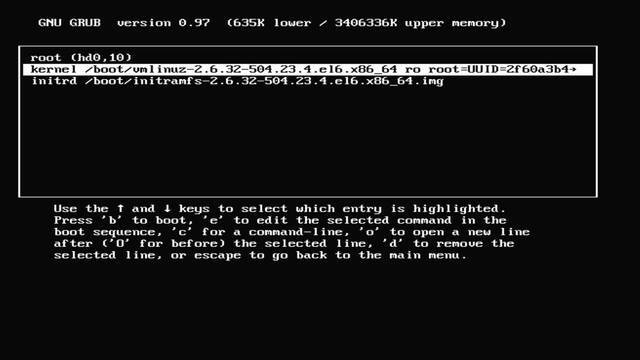 GNU GRUB  version 0.97  (635K lower / 3406336K upper memory)
root (hd0,10)
kernel /boot/vmlinuz-2.6.32-504.23.4.el6.x86_64 ro root=UUID=2f60a3b4→
initrd /boot/initramfs-2.6.32-504.23.4.el6.x86_64.img
Use the ↑ and ↓ keys to select which entry is highlighted.
Press 'b' to boot, 'e' to edit the selected command in the
boot sequence, 'c' for a command-line, 'o' to open a new line
after ('O' for before) the selected line, 'd' to remove the
selected line, or escape to go back to the main menu.